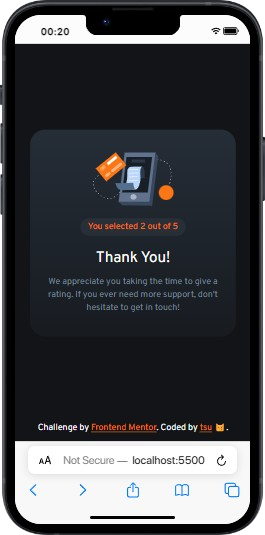 00:20
You selected 2 out of 5
Thank You!
We appreciate you taking the time to give a
rating. If you ever need more support, don't
hesitate to get in touch!
Challenge by Frontend Mentor. Coded by tsu 🐱.
AA Not Secure — localhost:5500